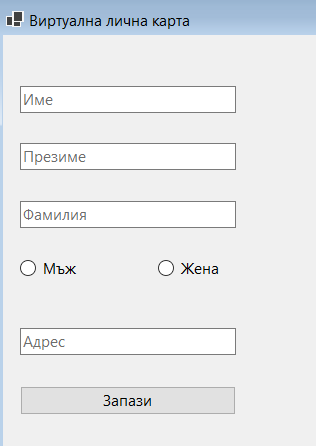 Виртуална лична карта
Име
Презиме
Фамилия
Мъж Жена
Адрес
Запази